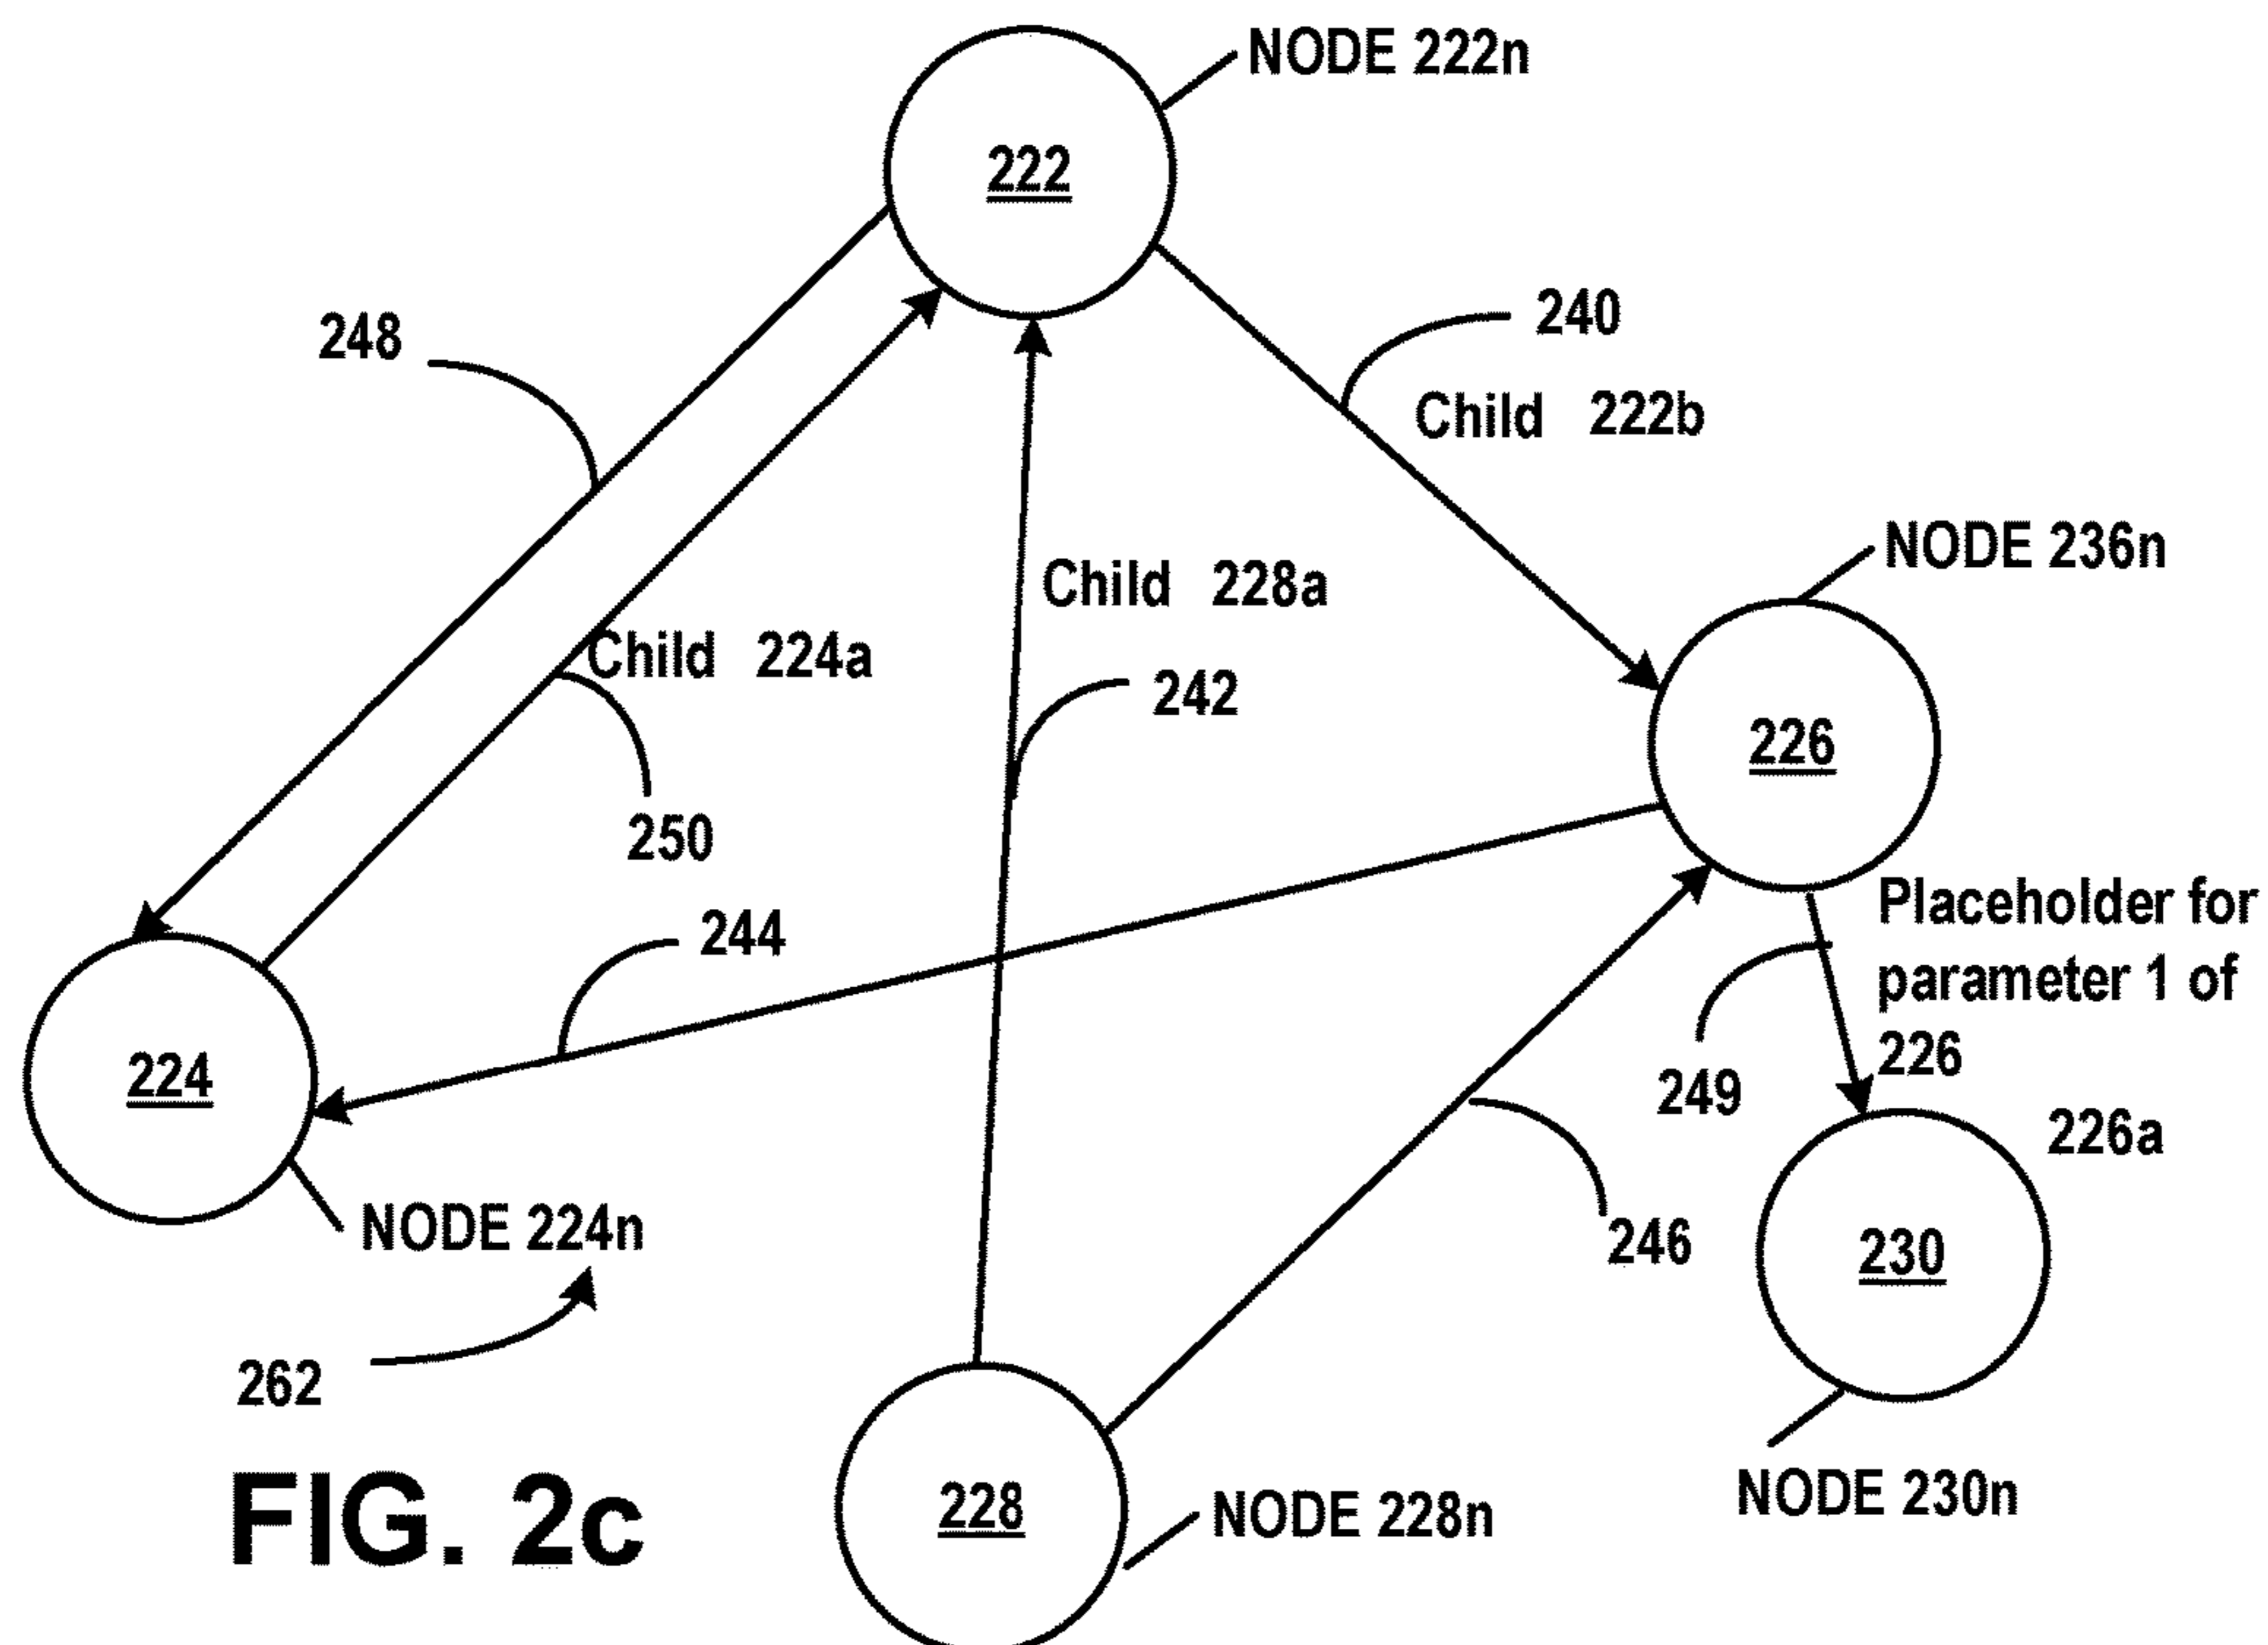 NODE 222n
222
248
240
Child 222b
NODE 236n
Child 228a
Child 224a
242
226
250
244
Placeholder for
parameter 1 of
226
226a
249
224
NODE 224n
246
230
262
NODE 230n
228
NODE 228n
FIG. 2c